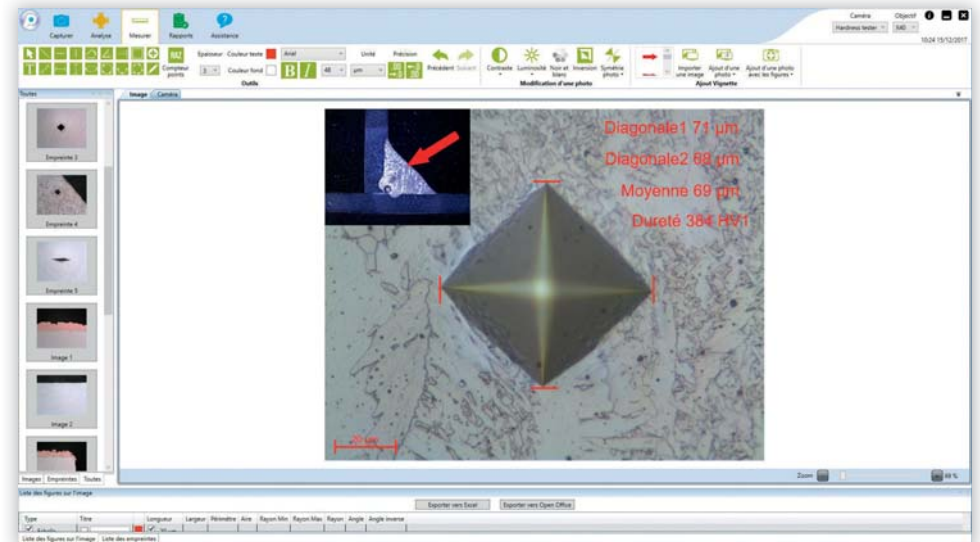 Caméra Objectif
Hardness tester S40
10:24 15/12/2017
Capturer Analyse Mesurer Rapports Assistance
RAZ Epaisseur Couleur texte Arial Unité Précision
Compteur points 3 Couleur fond B I 48 µm Précédent Suivant Contraste Luminosité Noir et blanc Inversion Symétrie photo Importer une image Ajout d'une photo Ajout d'une photo avec les figures
Outils Modification d'une photo Ajout Vignette
Toutes Image Caméra
Empreinte 3
Empreinte 4
Empreinte 5
Image 1
Image 2
Diagonale1 71 µm
Diagonale2 68 µm
Moyenne 69 µm
Dureté 384 HV1
20 µm
Images Empreintes Toutes
Zoom 69 %
Liste des figures sur l'image
Exporter vers Excel Exporter vers Open Office
Type Titre Longueur Largeur Périmètre Aire Rayon Min Rayon Max Rayon Angle Angle inverse
Liste des figures sur l'image Liste des empreintes